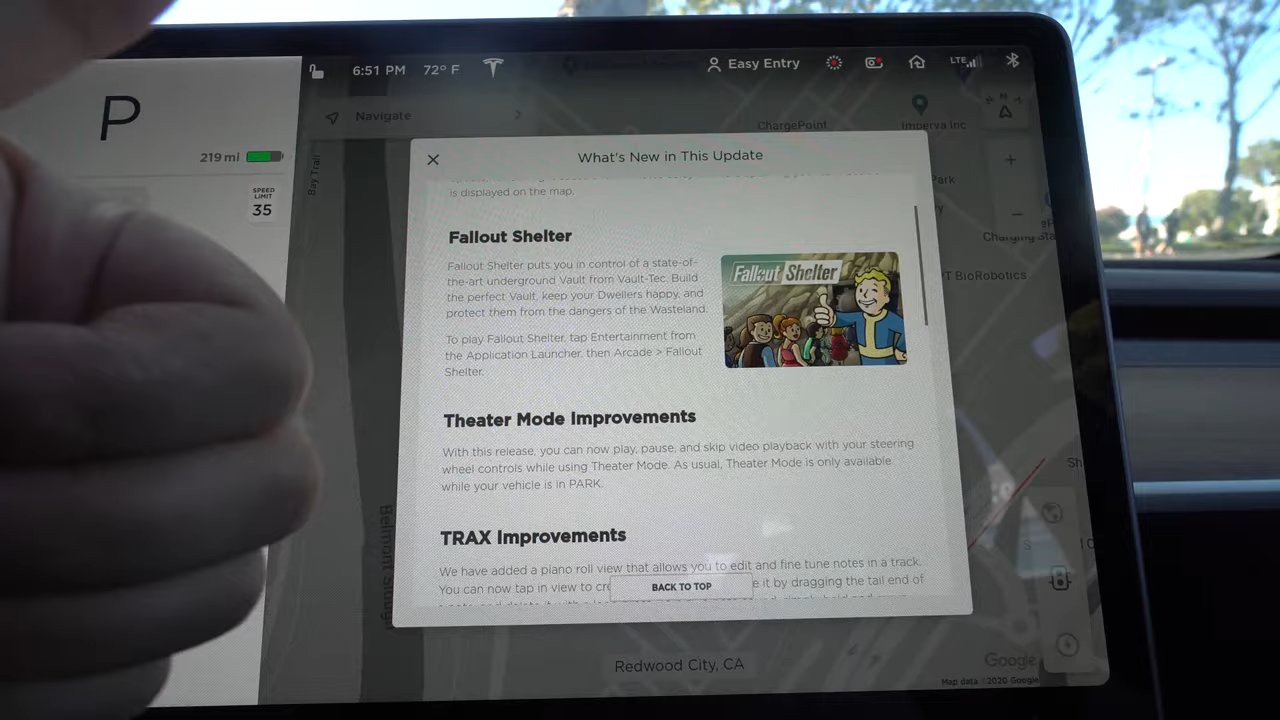 P
219 mi
SPEED
LIMIT
35
6:51 PM
72° F
Easy Entry
LTE
Navigate
ChargePoint
Imperva Inc
Bay Trail
Park
Charging Sta
T BioRobotics
Belmont Slough
What's New in This Update
is displayed on the map.
Fallout Shelter
Fallout Shelter puts you in control of a state-of-
the-art underground Vault from Vault-Tec. Build
the perfect Vault, keep your Dwellers happy, and
protect them from the dangers of the Wasteland.
To play Fallout Shelter, tap Entertainment from
the Application Launcher, then Arcade > Fallout
Shelter.
Fallout Shelter
Theater Mode Improvements
With this release, you can now play, pause, and skip video playback with your steering
wheel controls while using Theater Mode. As usual, Theater Mode is only available
while your vehicle is in PARK.
TRAX Improvements
We have added a piano roll view that allows you to edit and fine tune notes in a track.
You can now tap in view to cre
e it by dragging the tail end of
BACK TO TOP
Sh
Redwood City, CA
Google
Map data ©2020 Google